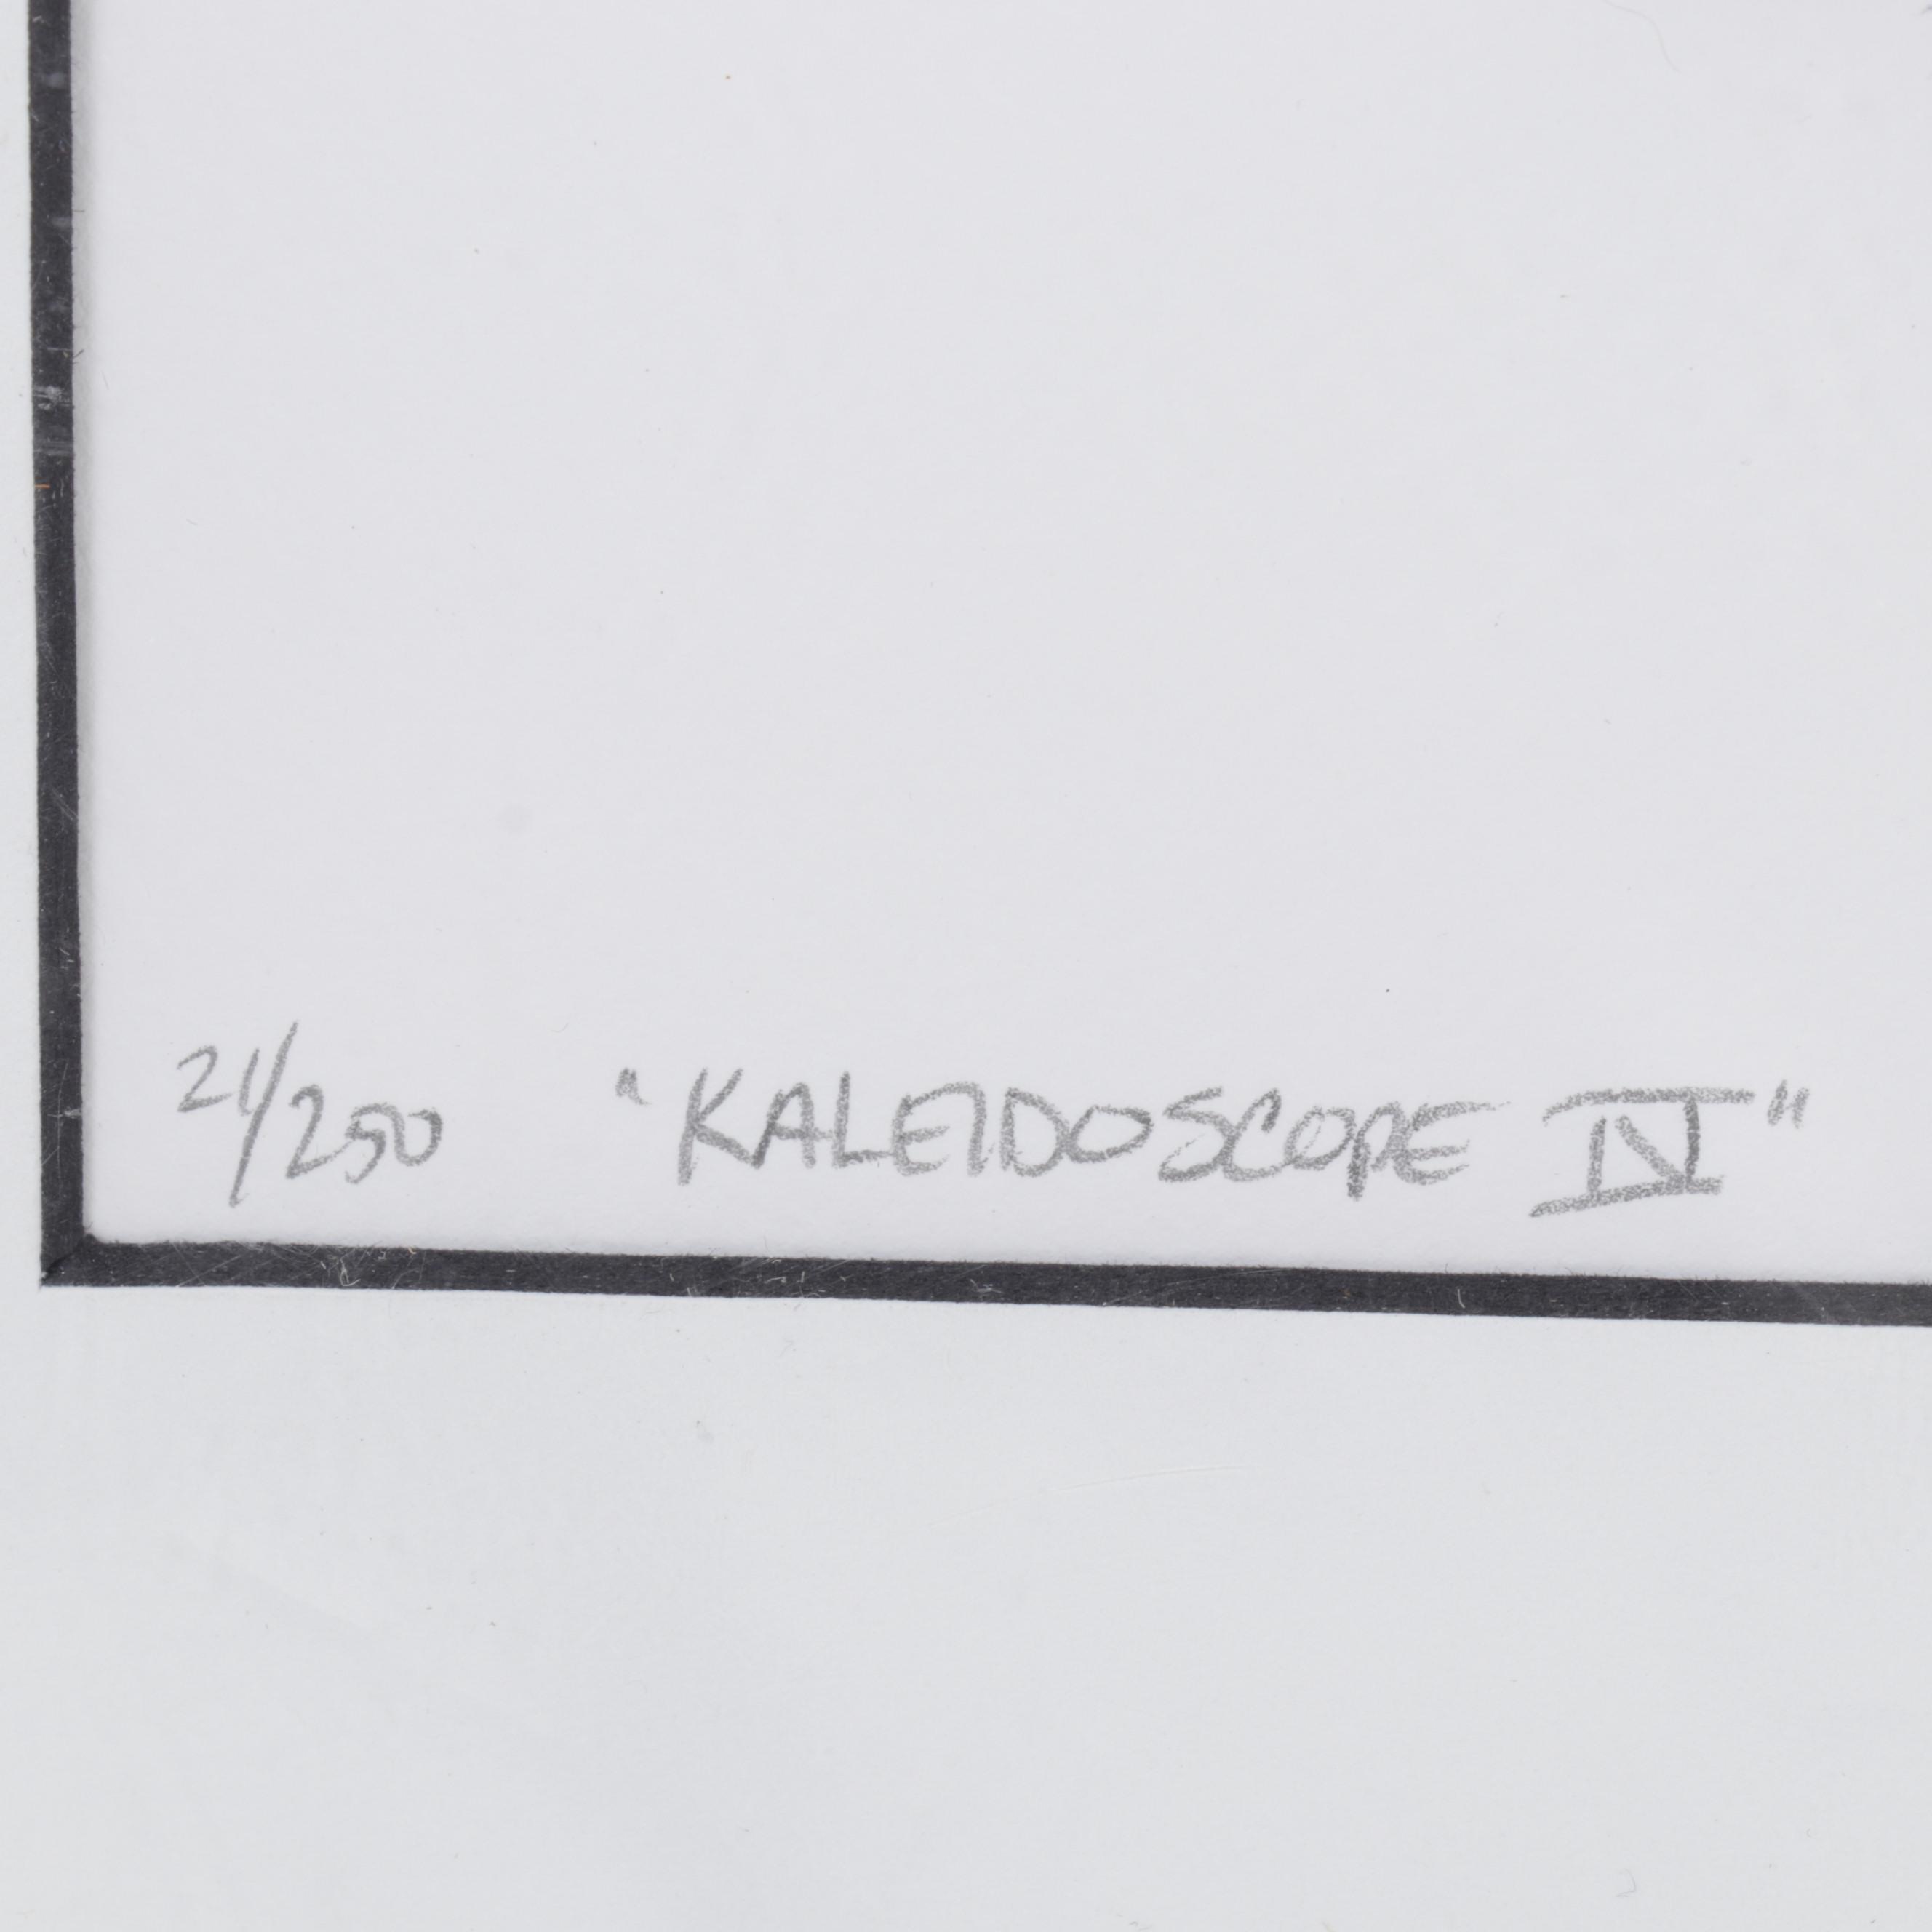 21/250 "KALEIDOSCOPE IV"